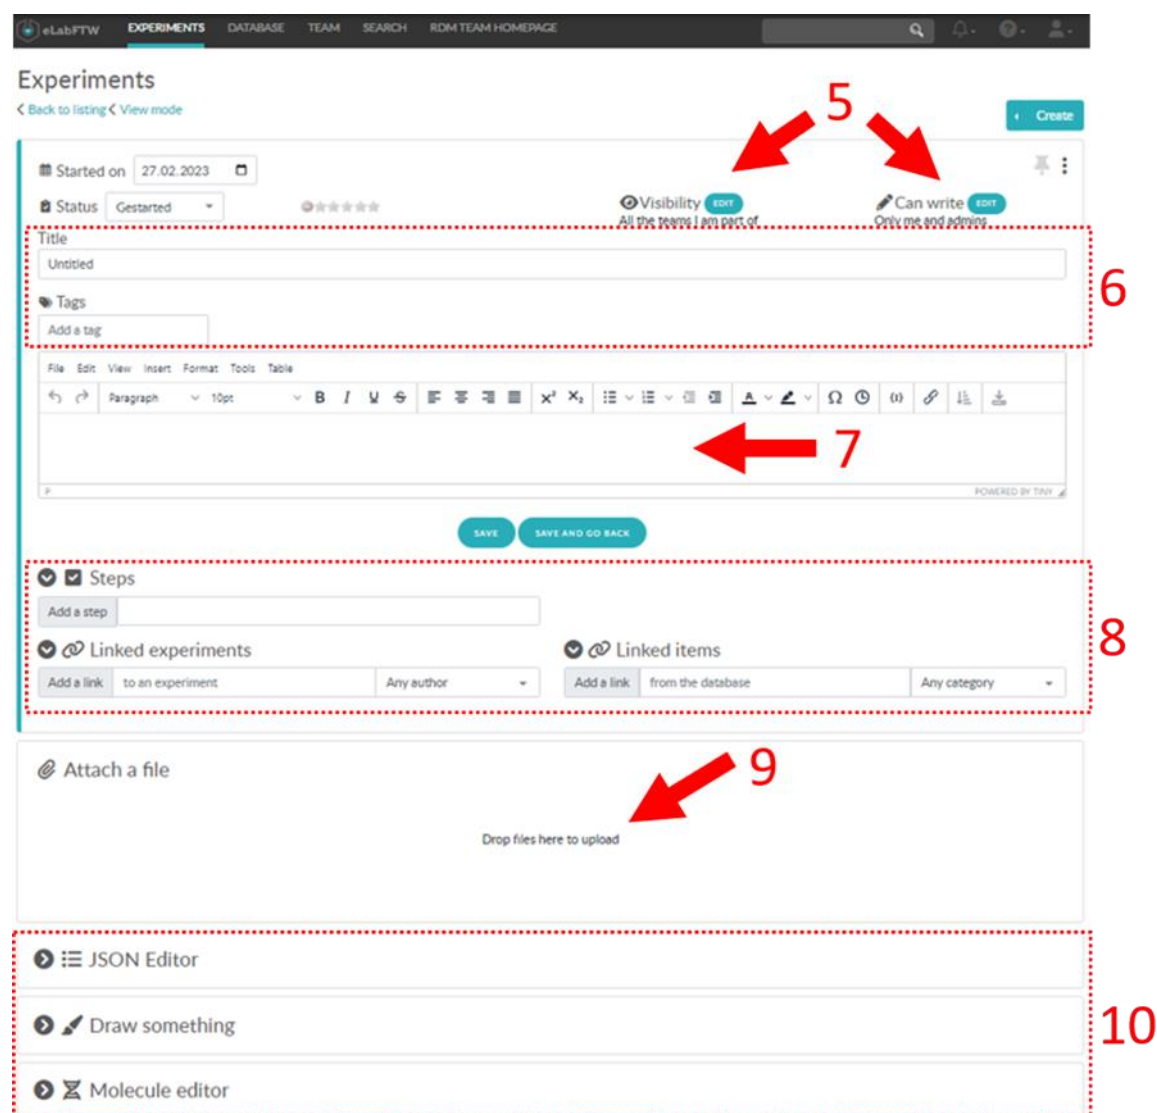 eLabFTW EXPERIMENTS DATABASE TEAM SEARCH RDM TEAM HOMEPAGE
Experiments
Back to listing View mode
5
Create
Started on 27.02.2023
Status Gestarted
Visibility EDIT
All the teams I am part of
Can write EDIT
Only me and admins
Title
Untitled
6
Tags
Add a tag
File Edit View Insert Format Tools Table
Paragraph 10pt B I U S X² X₂ A Ω
7
P POWERED BY TINY
SAVE SAVE AND GO BACK
Steps
Add a step
8
Linked experiments Linked items
Add a link to an experiment Any author Add a link from the database Any category
Attach a file
9
Drop files here to upload
JSON Editor
Draw something
10
Molecule editor